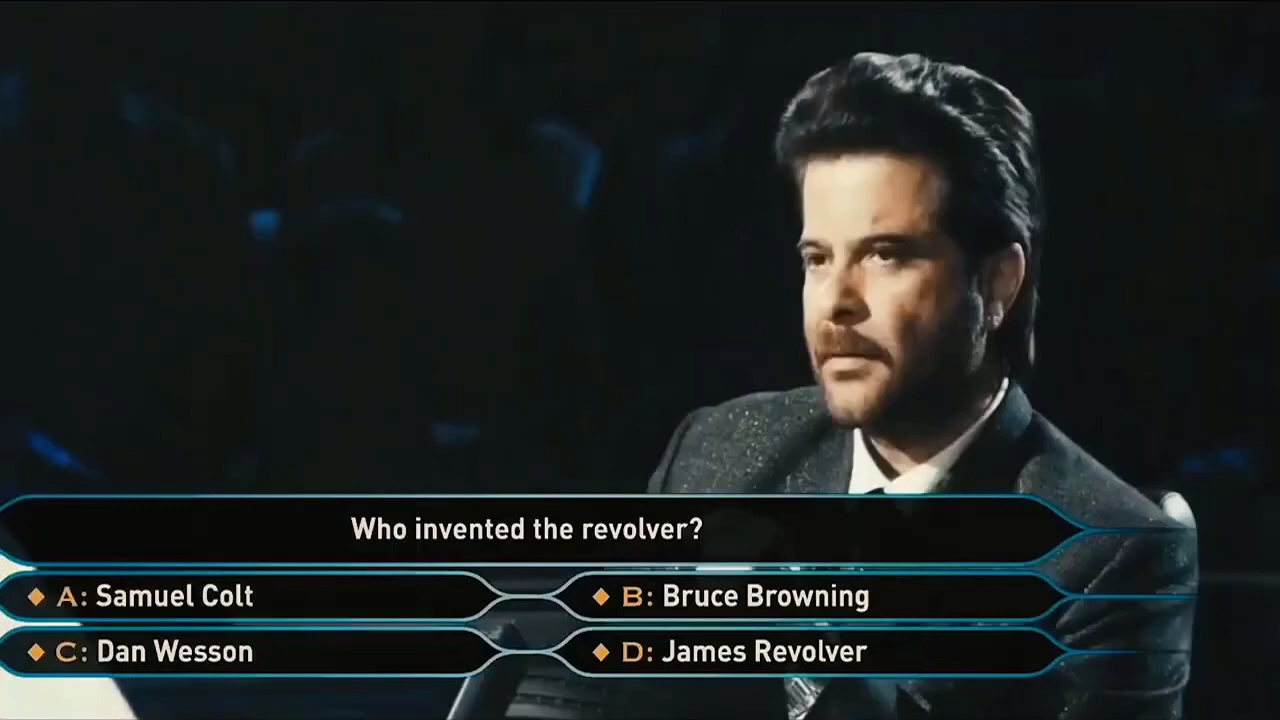 Who invented the revolver?
A: Samuel Colt
B: Bruce Browning
C: Dan Wesson
D: James Revolver